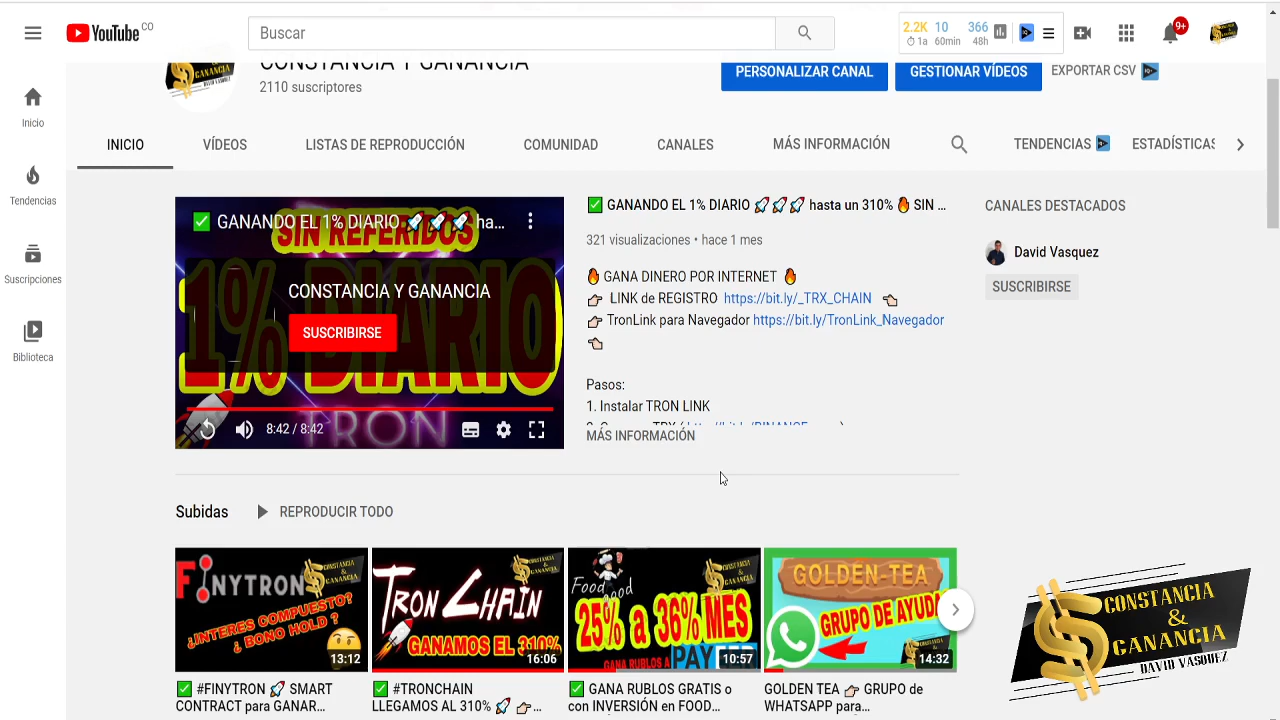 YouTube CO
Buscar
2.2K 10 366
1a 60min 48h
9+
CONSTANCIA Y GANANCIA
2110 suscriptores
PERSONALIZAR CANAL
GESTIONAR VÍDEOS
EXPORTAR CSV
Inicio
Tendencias
Suscripciones
Biblioteca
INICIO VÍDEOS LISTAS DE REPRODUCCIÓN COMUNIDAD CANALES MÁS INFORMACIÓN TENDENCIAS ESTADÍSTICAS
✅ GANANDO EL 1% DIARIO 🚀 🚀 🚀 ha...
SIN REFERIDOS
1% DIARIO
CONSTANCIA Y GANANCIA
SUSCRIBIRSE
TRON
8:42 / 8:42
✅ GANANDO EL 1% DIARIO 🚀🚀🚀 hasta un 310% 🔥 SIN ...
321 visualizaciones • hace 1 mes
🔥 GANA DINERO POR INTERNET 🔥
👉 LINK de REGISTRO https://bit.ly/_TRX_CHAIN 👈
👉 TronLink para Navegador https://bit.ly/TronLink_Navegador
👈
Pasos:
1. Instalar TRON LINK
MÁS INFORMACIÓN
CANALES DESTACADOS
David Vasquez
SUSCRIBIRSE
Subidas
REPRODUCIR TODO
FINYTRON
CONSTANCIA & GANANCIA
¿INTERES COMPUESTO?
¿ BONO HOLD ?
13:12
✅ #FINYTRON 🚀 SMART
CONTRACT para GANAR...
TRON CHAIN
CONSTANCIA & GANANCIA
GANAMOS EL 310%
16:06
✅ #TRONCHAIN
LLEGAMOS AL 310% 🚀 👉...
Food
25% a 36% MES
GANA RUBLOS A
10:57
✅ GANA RUBLOS GRATIS o
con INVERSIÓN en FOOD...
GOLDEN-TEA
GRUPO DE AYUDA
14:32
GOLDEN TEA 👉 GRUPO de
WHATSAPP para...
CONSTANCIA
&
GANANCIA
DAVID VASQUEZ